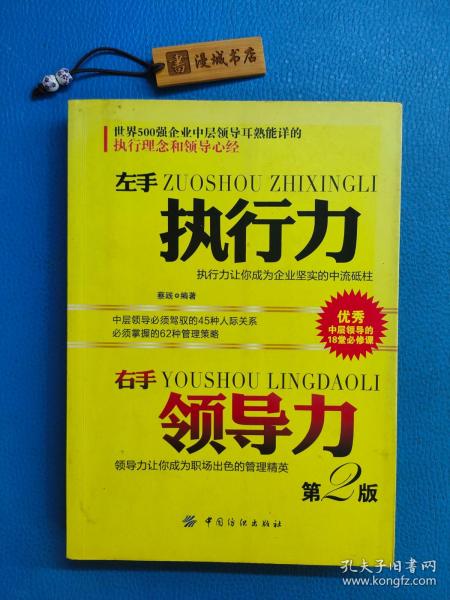 書 漫城书店
世界500强企业中层领导耳熟能详的
执行理念和领导心经
左手 ZUOSHOU ZHIXINGLI
执行力
执行力让你成为企业坚实的中流砥柱
蔡践◎编著
中层领导必须驾驭的45种人际关系
必须掌握的62种管理策略
优秀
中层领导的
18堂必修课
右手 YOUSHOU LINGDAOLI
领导力
领导力让你成为职场出色的管理精英
第2版
中国纺织出版社
孔夫子旧书网
www.kongfz.com